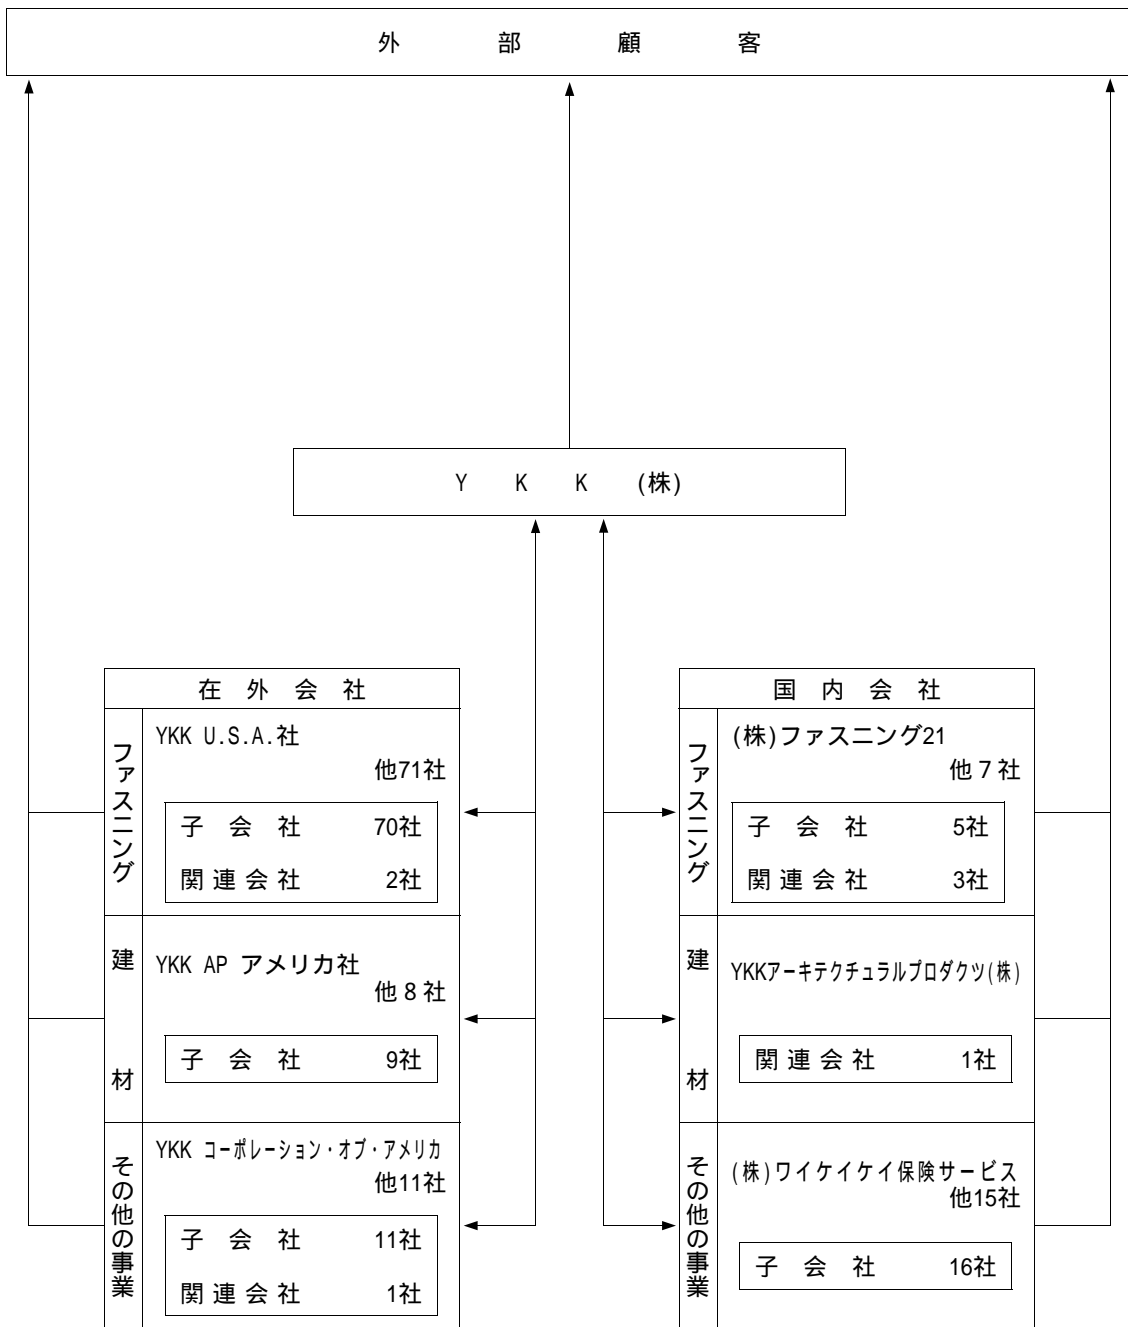 外部顧客
YKK (株)
在外会社
ファスニング
YKK U.S.A.社
他71社
子会社 70社
関連会社 2社
建材
YKK AP アメリカ社
他8社
子会社 9社
その他の事業
YKK コーポレーション・オブ・アメリカ
他11社
子会社 11社
関連会社 1社
国内会社
ファスニング
(株)ファスニング21
他7社
子会社 5社
関連会社 3社
建材
YKKアーキテクチュラルプロダクツ(株)
関連会社 1社
その他の事業
(株)ワイケイケイ保険サービス
他15社
子会社 16社